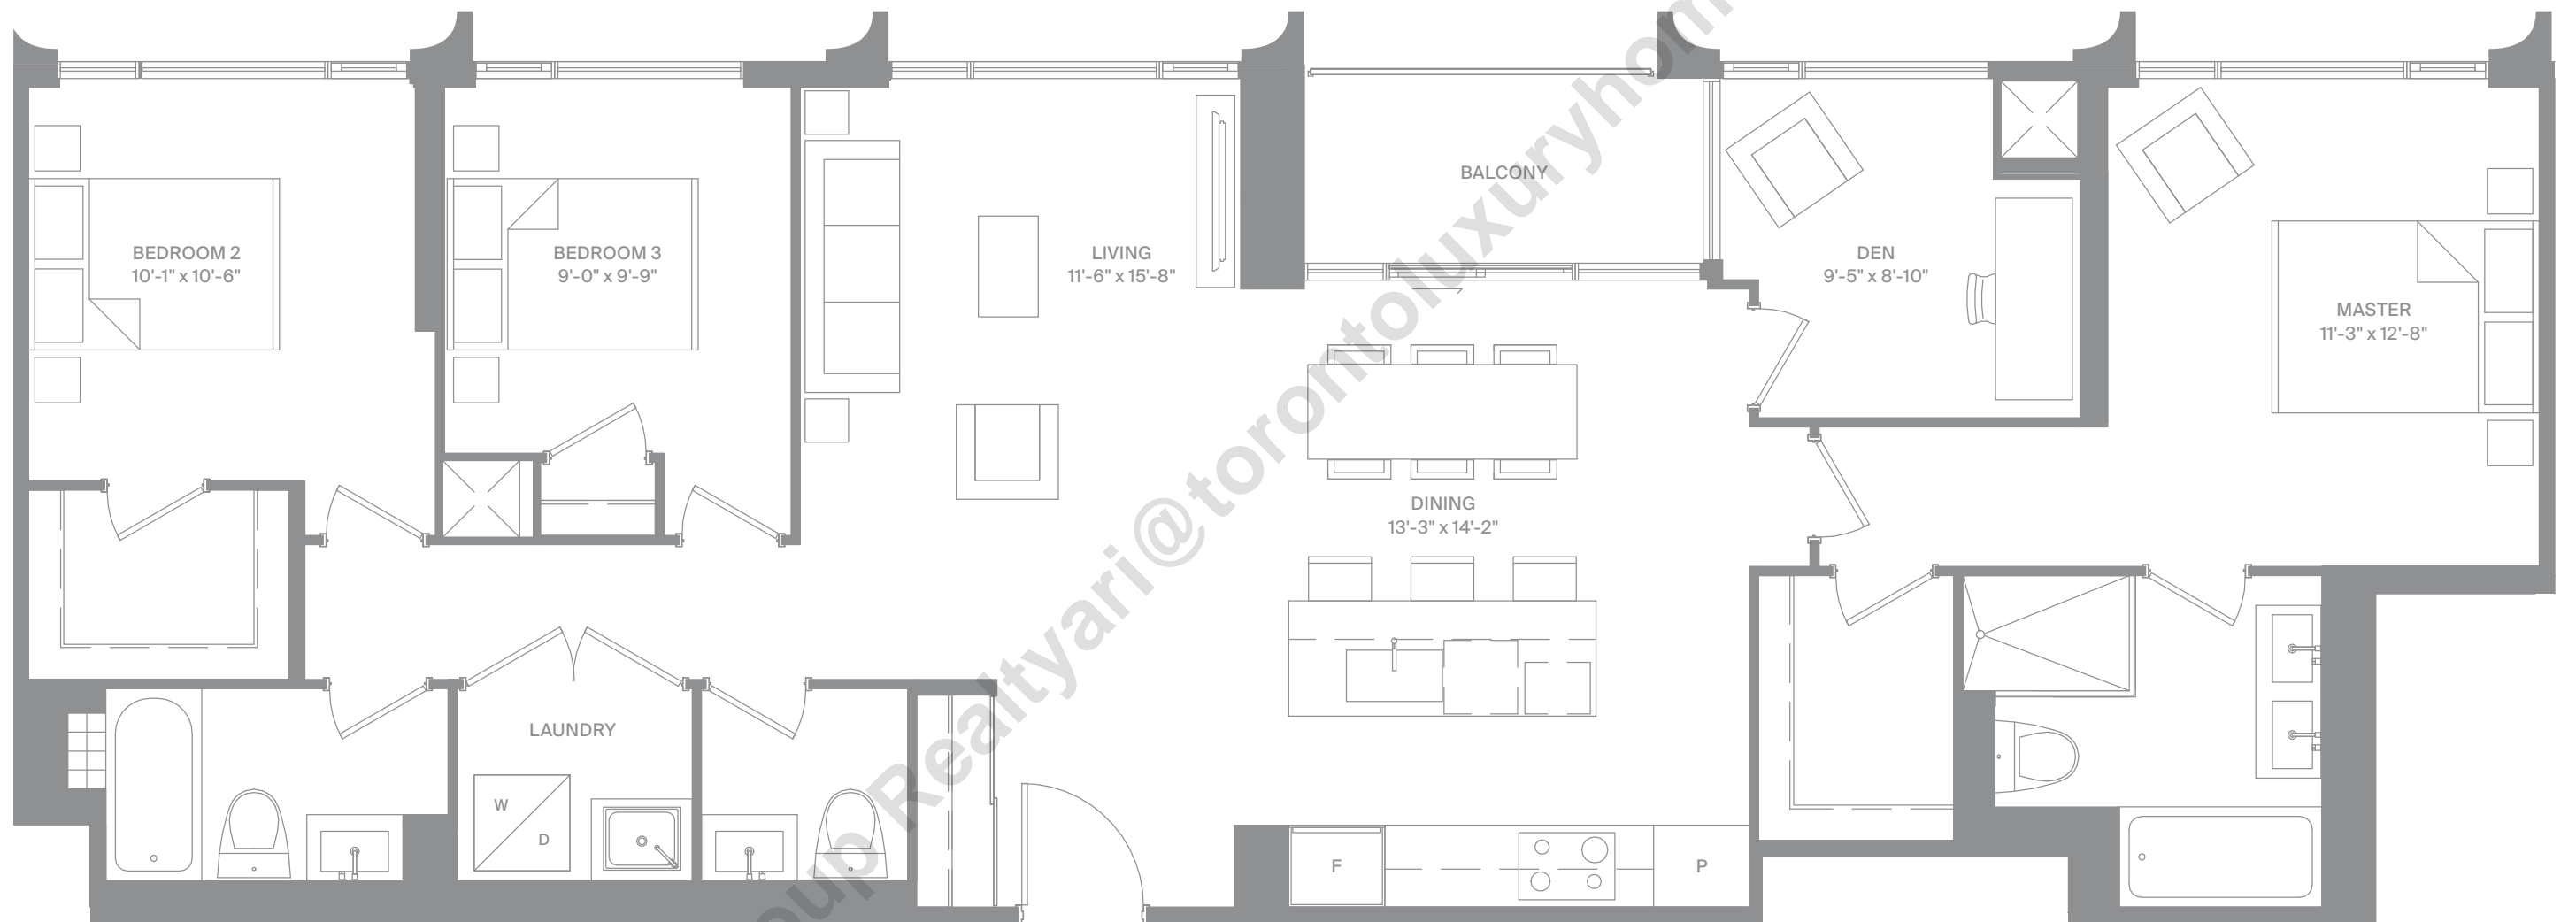 BEDROOM 2
10'-1" x 10'-6"
BEDROOM 3
9'-0" x 9'-9"
LIVING
11'-6" x 15'-8"
BALCONY
DEN
9'-5" x 8'-10"
MASTER
11'-3" x 12'-8"
DINING
13'-3" x 14'-2"
LAUNDRY
W
D
F
P
Realtyari@torontoluxuryhom